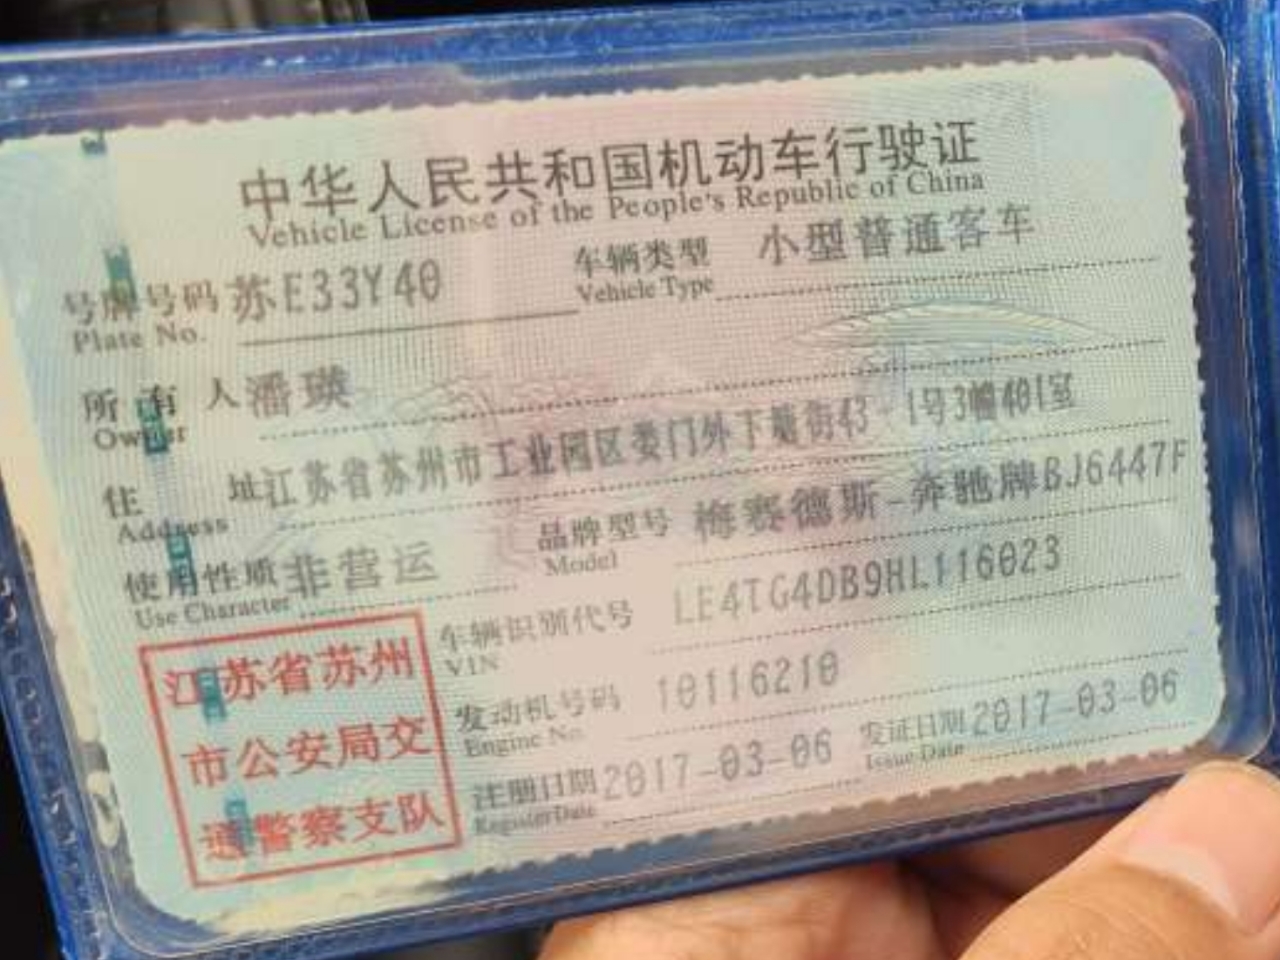 中华人民共和国机动车行驶证
Vehicle License of the People's Republic of China
号牌号码 苏E33Y40 车辆类型 小型普通客车
Plate No. Vehicle Type
所有人 潘瑛
Owner
住址 江苏省苏州市工业园区娄门外下塘街43-1号3幢401室
Address
使用性质 非营运 品牌型号 梅赛德斯-奔驰牌BJ6447F
Use Character Model
车辆识别代号 LE4TG4DB9HL116023
VIN
发动机号码 10116210
Engine No.
注册日期 2017-03-06 发证日期 2017-03-06
Register Date Issue Date
江苏省苏州
市公安局交
通警察支队